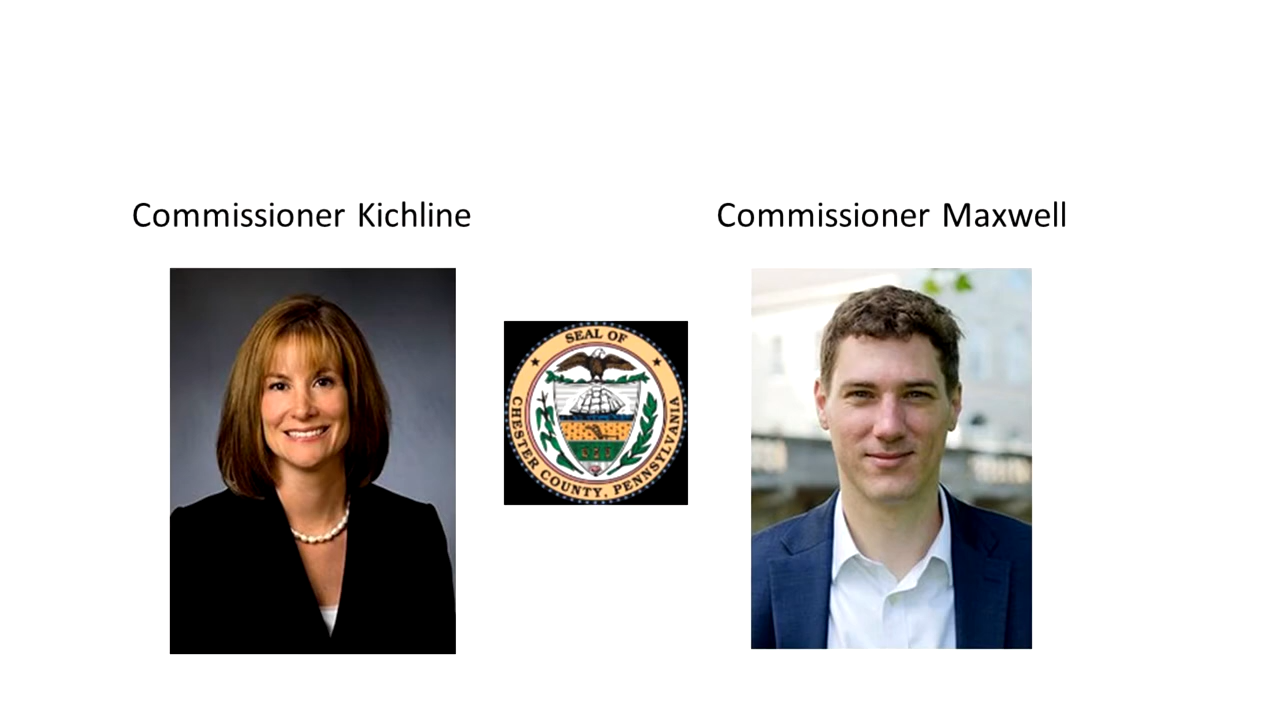 Commissioner Kichline
Commissioner Maxwell
SEAL OF
CHESTER COUNTY, PENNSYLVANIA